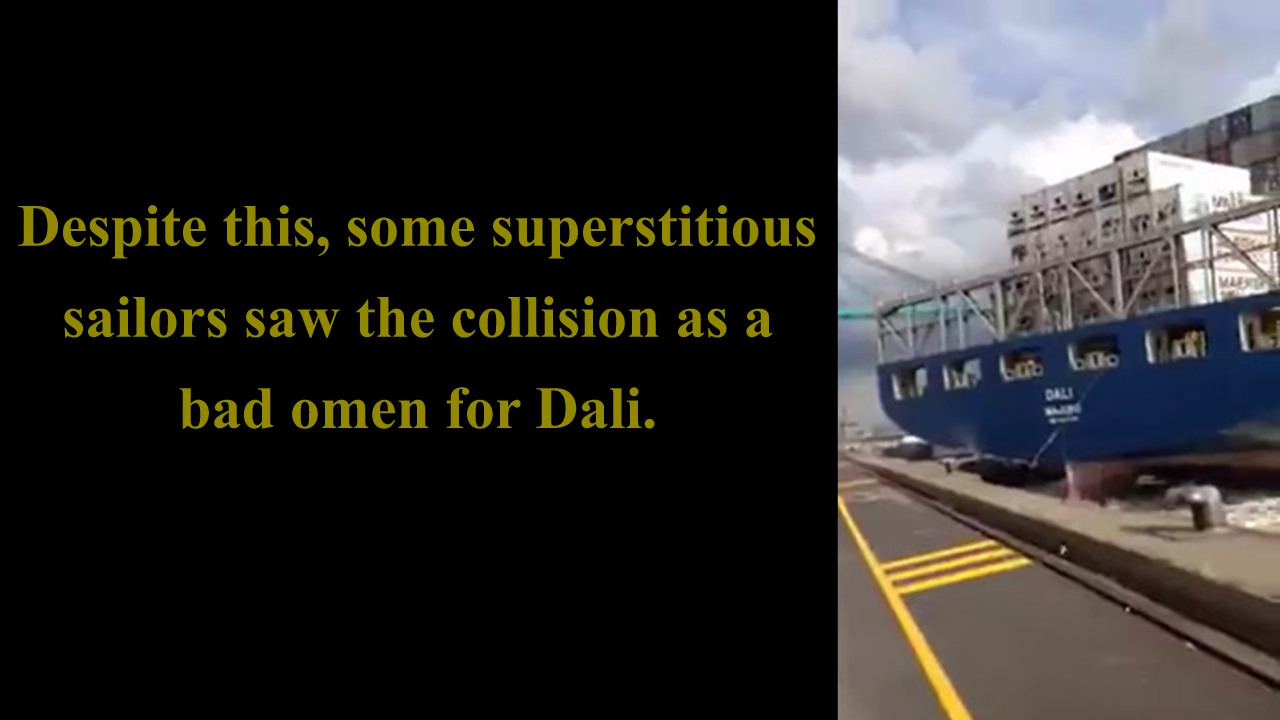 Despite this, some superstitious
sailors saw the collision as a
bad omen for Dali.
DALI